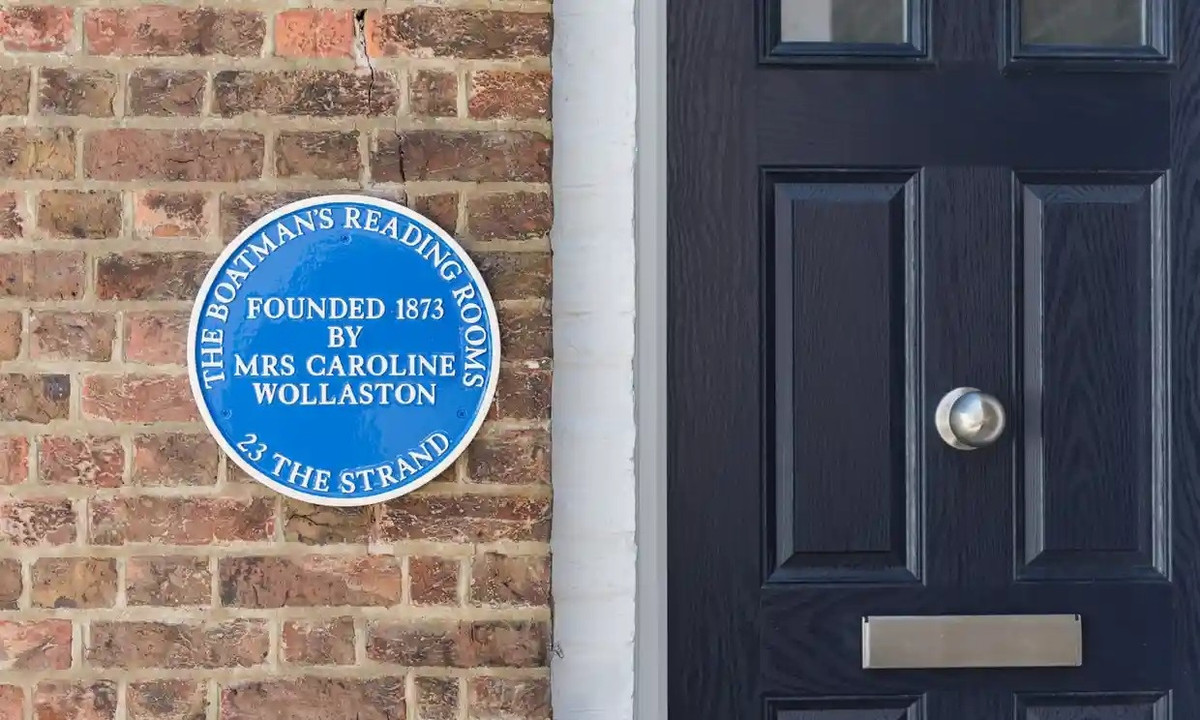 THE BOATMAN'S READING ROOMS
FOUNDED 1873
BY
MRS CAROLINE
WOLLASTON
23 THE STRAND